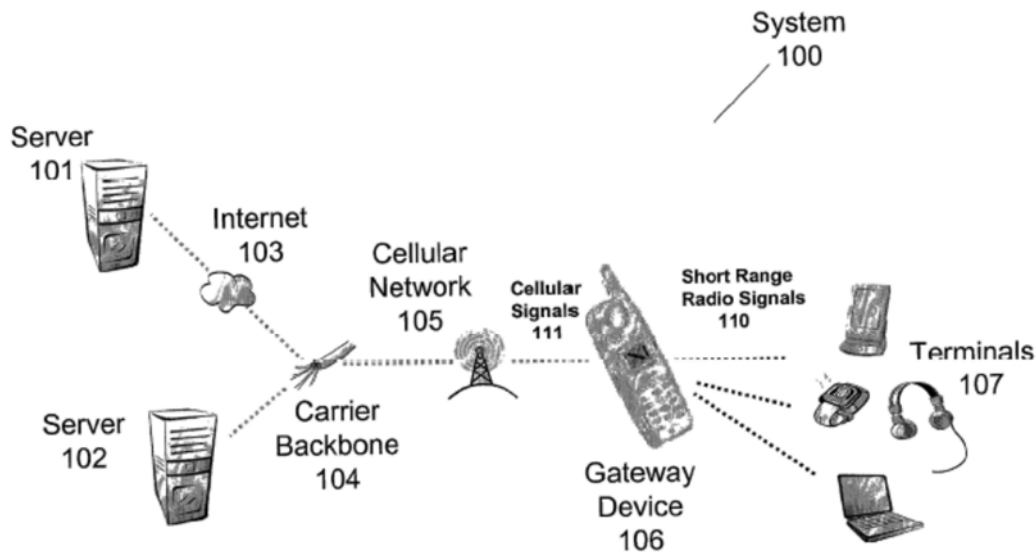 System
100
Server
101
Internet
103
Cellular
Network
105
Cellular
Signals
111
Short Range
Radio Signals
110
Terminals
107
Server
102
Carrier
Backbone
104
Gateway
Device
106